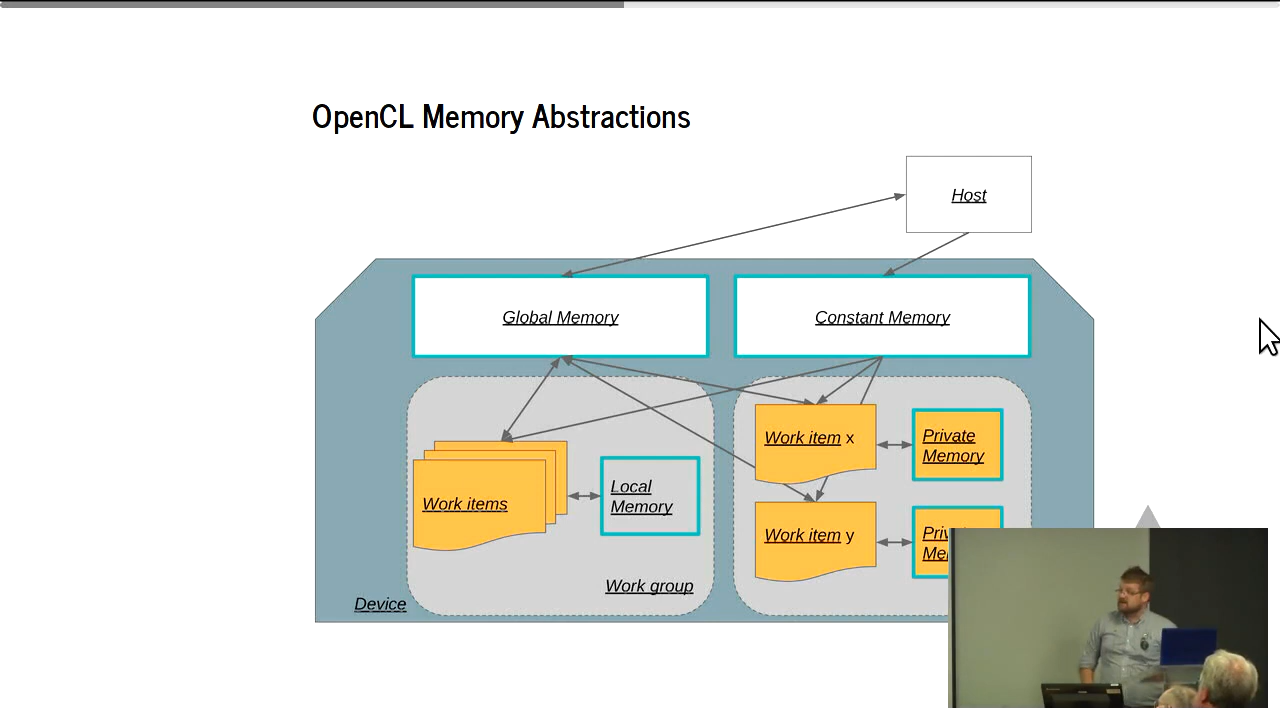 OpenCL Memory Abstractions
Host
Global Memory
Constant Memory
Work items
Local
Memory
Work group
Device
Work item x
Private
Memory
Work item y